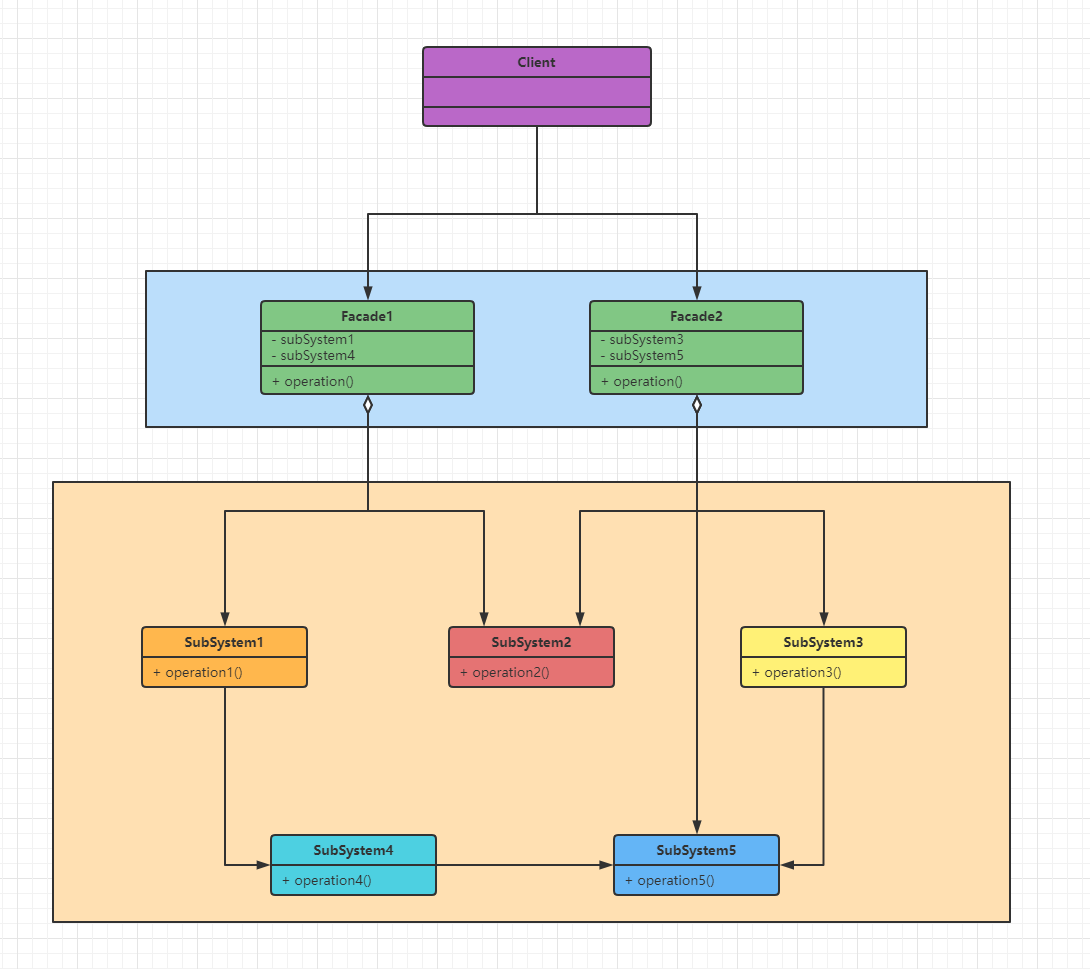 Client
Facade1
- subSystem1
- subSystem4
+ operation()
Facade2
- subSystem3
- subSystem5
+ operation()
SubSystem1
+ operation1()
SubSystem2
+ operation2()
SubSystem3
+ operation3()
SubSystem4
+ operation4()
SubSystem5
+ operation5()